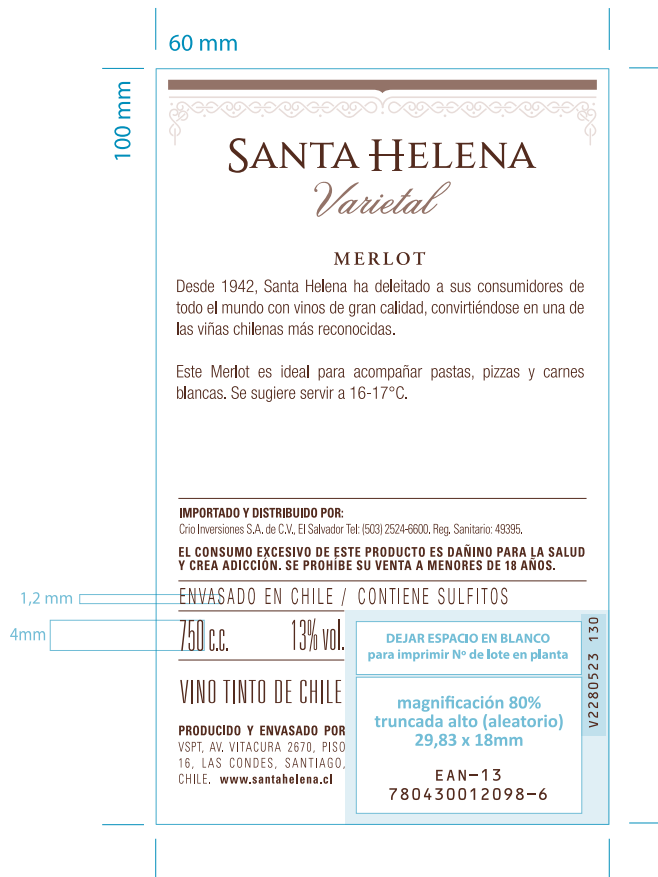 60 mm
100 mm
SANTA HELENA
Varietal
MERLOT
Desde 1942, Santa Helena ha deleitado a sus consumidores de
todo el mundo con vinos de gran calidad, convirtiéndose en una de
las viñas chilenas más reconocidas.
Este Merlot es ideal para acompañar pastas, pizzas y carnes
blancas. Se sugiere servir a 16-17°C.
IMPORTADO Y DISTRIBUIDO POR:
Crio Inversiones S.A. de C.V., El Salvador Tel: (503) 2524-6600. Reg. Sanitario: 49395.
EL CONSUMO EXCESIVO DE ESTE PRODUCTO ES DAÑINO PARA LA SALUD
Y CREA ADICCIÓN. SE PROHIBE SU VENTA A MENORES DE 18 AÑOS.
1,2 mm
ENVASADO EN CHILE / CONTIENE SULFITOS
4mm
750 c.c. 13% vol.
VINO TINTO DE CHILE
PRODUCIDO Y ENVASADO POR
VSPT, AV. VITACURA 2670, PISO
16, LAS CONDES, SANTIAGO,
CHILE. www.santahelena.cl
DEJAR ESPACIO EN BLANCO
para imprimir Nº de lote en planta
V2280523 130
magnificación 80%
truncada alto (aleatorio)
29,83 x 18mm
EAN-13
780430012098-6